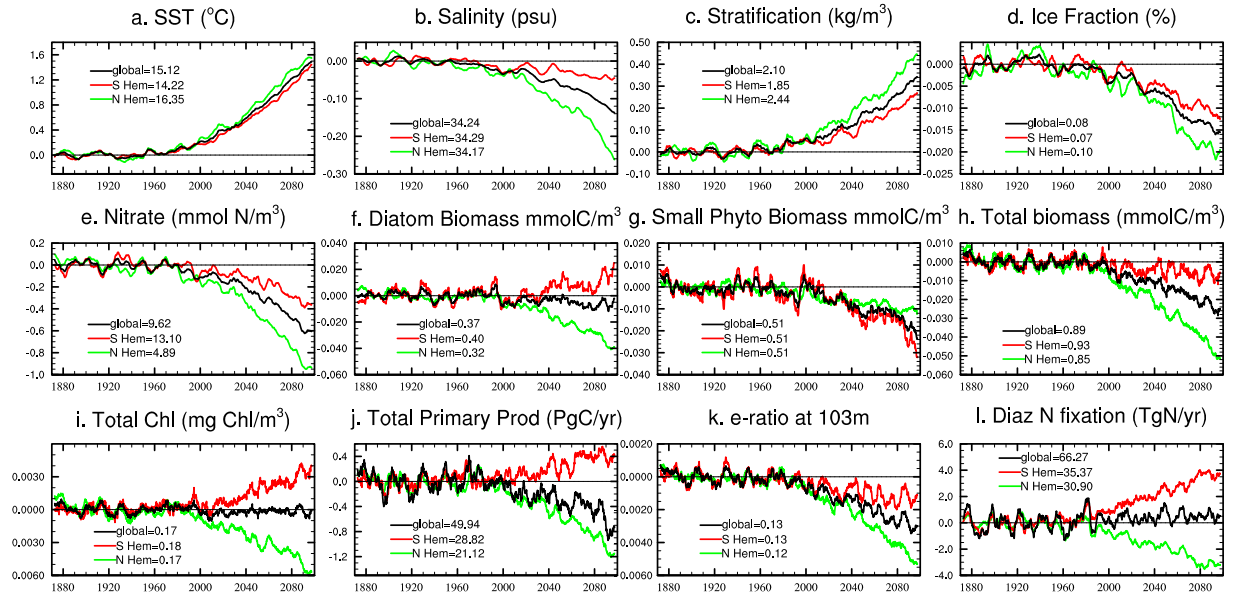 a. SST (°C)
1.6
1.2
0.8
0.4
0.0
global=15.12
S Hem=14.22
N Hem=16.35
1880 1920 1960 2000 2040 2080
b. Salinity (psu)
0.00
-0.10
-0.20
-0.30
global=34.24
S Hem=34.29
N Hem=34.17
1880 1920 1960 2000 2040 2080
c. Stratification (kg/m³)
0.50
0.40
0.30
0.20
0.10
0.00
-0.10
global=2.10
S Hem=1.85
N Hem=2.44
1880 1920 1960 2000 2040 2080
d. Ice Fraction (%)
0.000
-0.005
-0.010
-0.015
-0.020
-0.025
global=0.08
S Hem=0.07
N Hem=0.10
1880 1920 1960 2000 2040 2080
e. Nitrate (mmol N/m³)
0.2
0.0
-0.2
-0.4
-0.6
-0.8
-1.0
global=9.62
S Hem=13.10
N Hem=4.89
1880 1920 1960 2000 2040 2080
f. Diatom Biomass mmolC/m³
0.040
0.020
0.000
-0.020
-0.040
-0.060
global=0.37
S Hem=0.40
N Hem=0.32
1880 1920 1960 2000 2040 2080
g. Small Phyto Biomass mmolC/m³
0.020
0.010
0.000
-0.010
-0.020
-0.030
-0.040
global=0.51
S Hem=0.51
N Hem=0.51
1880 1920 1960 2000 2040 2080
h. Total biomass (mmolC/m³)
0.010
0.000
-0.010
-0.020
-0.030
-0.040
-0.050
-0.060
global=0.89
S Hem=0.93
N Hem=0.85
1880 1920 1960 2000 2040 2080
i. Total Chl (mg Chl/m³)
0.0030
0.0000
0.0030
0.0060
global=0.17
S Hem=0.18
N Hem=0.17
1880 1920 1960 2000 2040 2080
j. Total Primary Prod (PgC/yr)
0.4
0.0
-0.4
-0.8
-1.2
global=49.94
S Hem=28.82
N Hem=21.12
1880 1920 1960 2000 2040 2080
k. e-ratio at 103m
0.0020
0.0000
0.0020
0.0040
0.0060
global=0.13
S Hem=0.13
N Hem=0.12
1880 1920 1960 2000 2040 2080
l. Diaz N fixation (TgN/yr)
6.0
4.0
2.0
0.0
-2.0
-4.0
global=66.27
S Hem=35.37
N Hem=30.90
1880 1920 1960 2000 2040 2080